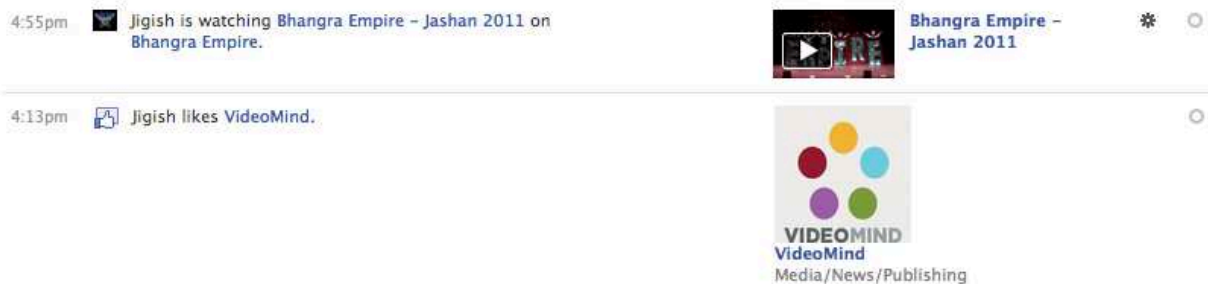 4:55pm
Jigish is watching Bhangra Empire – Jashan 2011 on
Bhangra Empire.
EMPIRE
Bhangra Empire –
Jashan 2011
4:13pm
Jigish likes VideoMind.
VIDEOMIND
VideoMind
Media/News/Publishing